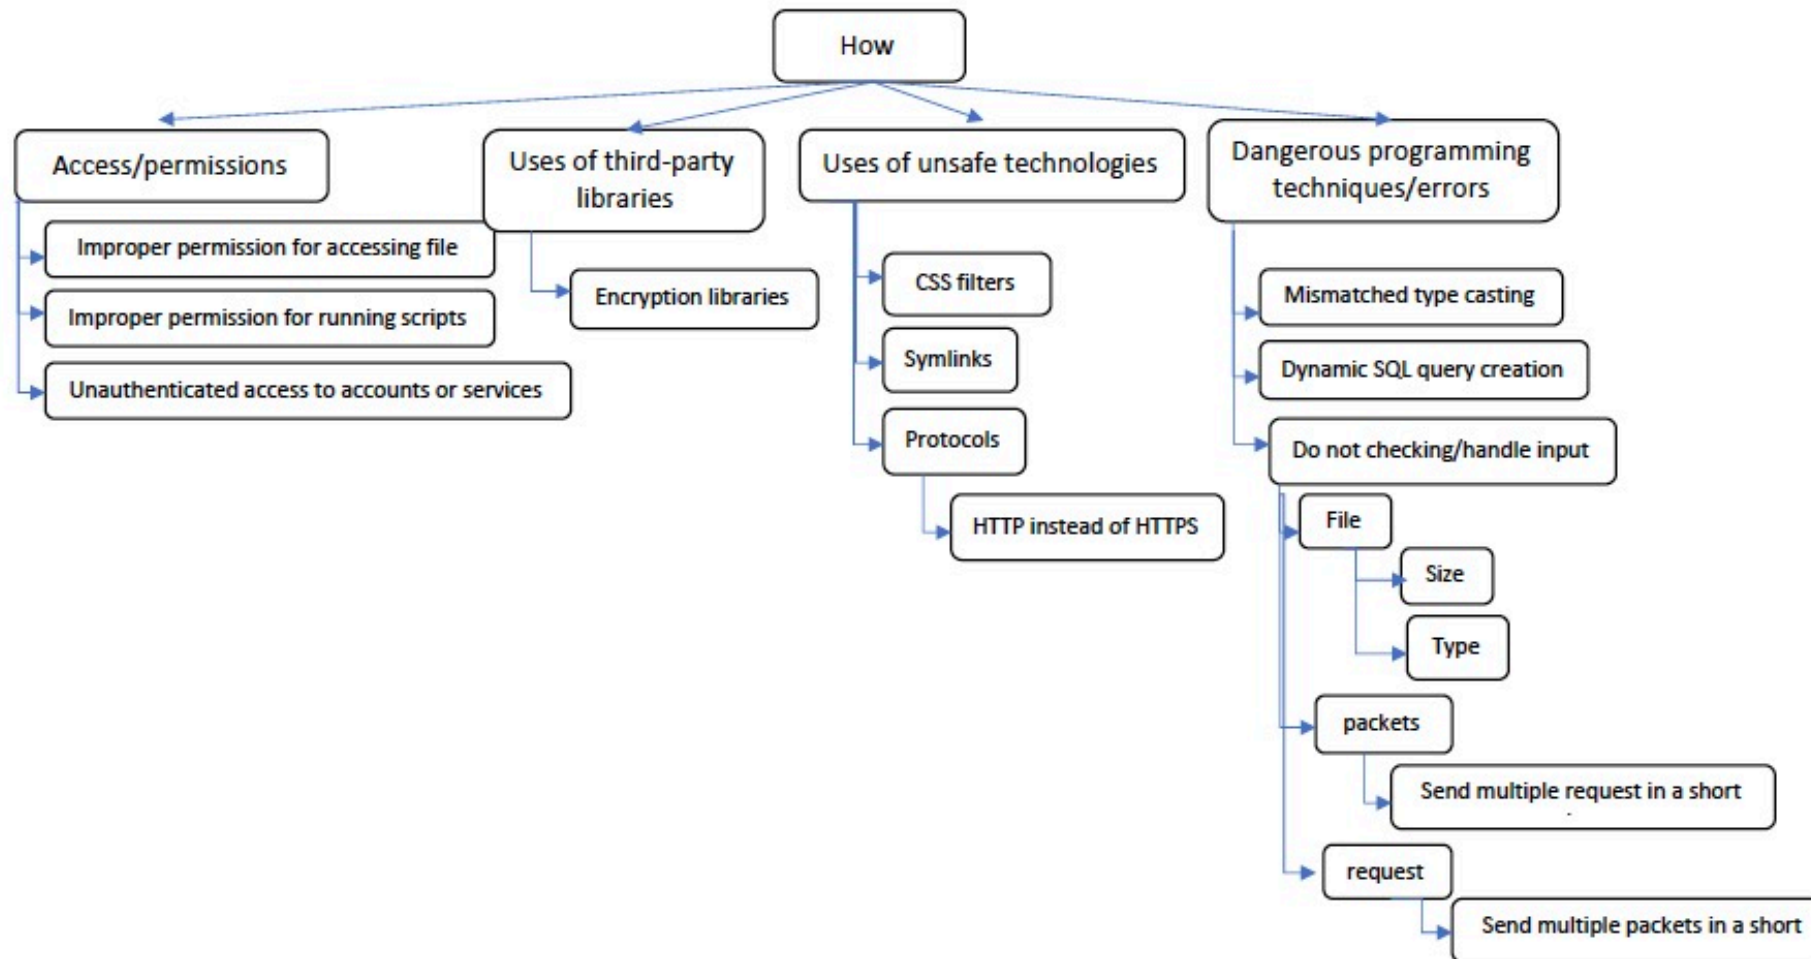 How
Access/permissions
Improper permission for accessing file
Improper permission for running scripts
Unauthenticated access to accounts or services
Uses of third-party
libraries
Encryption libraries
Uses of unsafe technologies
CSS filters
Symlinks
Protocols
HTTP instead of HTTPS
Dangerous programming
techniques/errors
Mismatched type casting
Dynamic SQL query creation
Do not checking/handle input
File
Size
Type
packets
Send multiple request in a short
request
Send multiple packets in a short